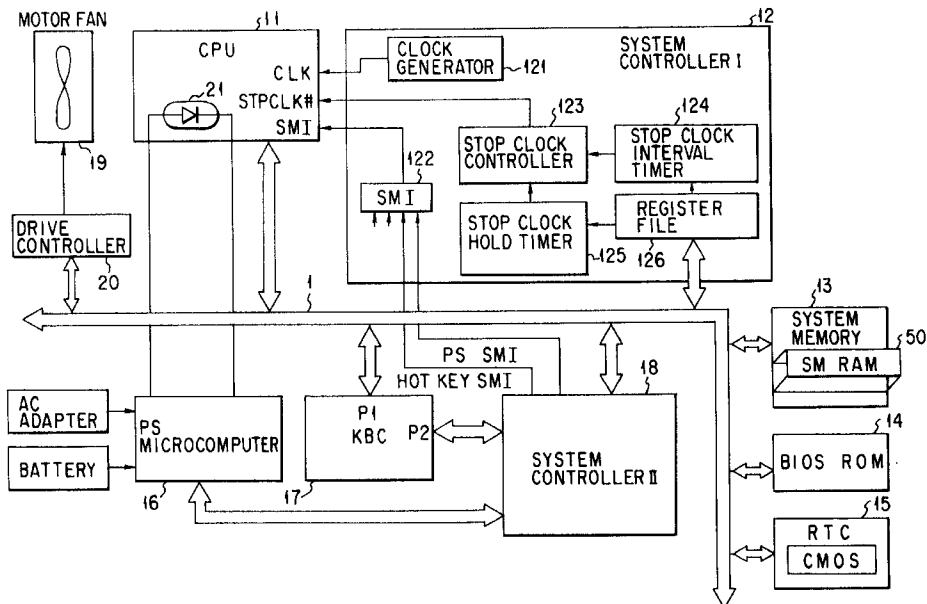 MOTOR FAN
19
DRIVE
CONTROLLER
20
11
CPU
21
CLK
STPCLK#
SMI
12
SYSTEM
CONTROLLER I
CLOCK
GENERATOR
121
122
SMI
123
STOP CLOCK
CONTROLLER
124
STOP CLOCK
INTERVAL
TIMER
STOP CLOCK
HOLD TIMER
125
REGISTER
FILE
126
1
PS SMI
HOT KEY SMI
13
SYSTEM
MEMORY
50
SM RAM
14
BIOS ROM
15
RTC
CMOS
AC
ADAPTER
BATTERY
PS
MICROCOMPUTER
16
P1
KBC
P2
17
18
SYSTEM
CONTROLLER II